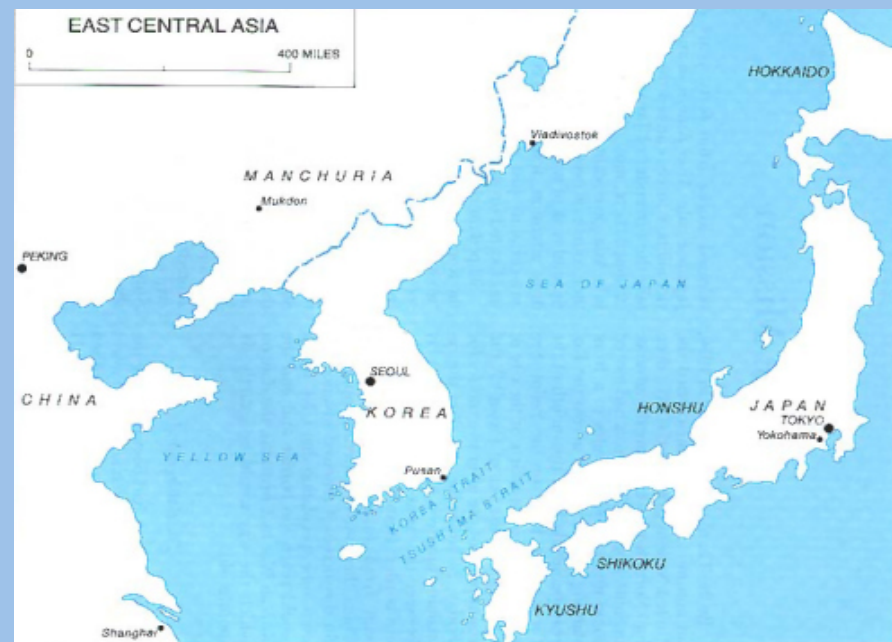 EAST CENTRAL ASIA
0 400 MILES
HOKKAIDO
Vladivostok
MANCHURIA
Mukdon
PEKING
SEA OF JAPAN
SEOUL
CHINA
KOREA
HONSHU
JAPAN
TOKYO
Yokohama
YELLOW SEA
Pusan
KOREA STRAIT
TSUSHIMA STRAIT
SHIKOKU
KYUSHU
Shanghai